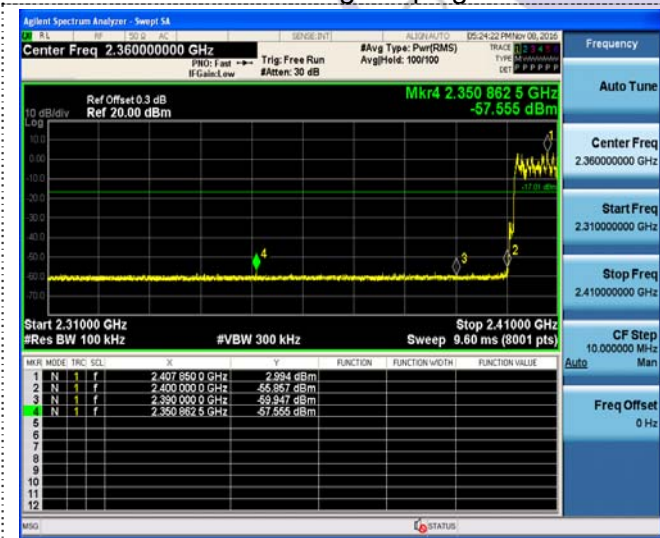 Agilent Spectrum Analyzer - Swept SA
RL RF 50 Ω AC SENSE:INT ALIGNAUTO 05:24:22 PM Nov 08, 2016
Center Freq 2.360000000 GHz
PNO: Fast
IFGain:Low
Trig: Free Run
#Atten: 30 dB
#Avg Type: Pwr(RMS)
Avg|Hold: 100/100
TRACE 1 2 3 4 5 6
TYPE
DET P P P P P P
Frequency
Auto Tune
Mkr4 2.350 862 5 GHz
-57.555 dBm
Ref Offset 0.3 dB
10 dB/div Ref 20.00 dBm
Log
10.0
0.00
-10.0
-20.0
-30.0
-40.0
-50.0
-60.0
-70.0
1
-17.01 dBm
4
3
2
Center Freq
2.360000000 GHz
Start Freq
2.310000000 GHz
Stop Freq
2.410000000 GHz
Start 2.31000 GHz
Stop 2.41000 GHz
#Res BW 100 kHz #VBW 300 kHz Sweep 9.60 ms (8001 pts)
CF Step
10.000000 MHz
Auto Man
Freq Offset
0 Hz
MKR MODE TRC SCL X Y FUNCTION FUNCTION WIDTH FUNCTION VALUE
1 N 1 f 2.407 850 0 GHz 2.994 dBm
2 N 1 f 2.400 000 0 GHz -55.857 dBm
3 N 1 f 2.390 000 0 GHz -59.947 dBm
4 N 1 f 2.350 862 5 GHz -57.555 dBm
5
6
7
8
9
10
11
12
MSG STATUS